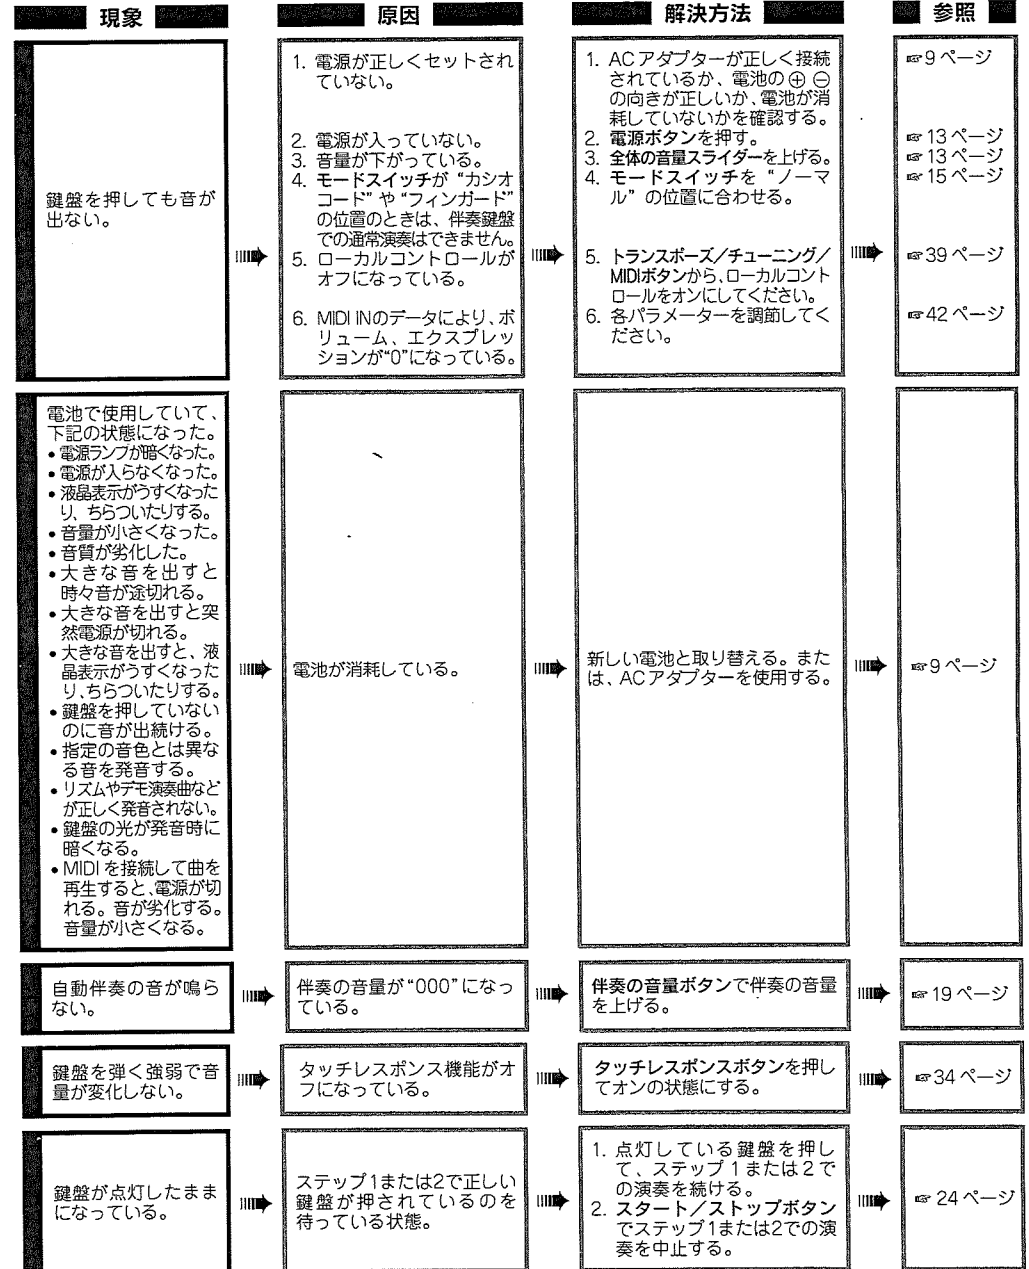 現象
原因
解決方法
参照
鍵盤を押しても音が
出ない。
1. 電源が正しくセットされ
ていない。
2. 電源が入っていない。
3. 音量が下がっている。
4. モードスイッチが“カシオ
コード”や“フィンガード”
の位置のときは、伴奏鍵盤
での通常演奏はできません。
5. ローカルコントロールが
オフになっている。
6. MIDI INのデータにより、ボ
リューム、エクスプレッ
ションが“0”になっている。
1. ACアダプターが正しく接続
されているか、電池の⊕⊖
の向きが正しいか、電池が消
耗していないかを確認する。
2. 電源ボタンを押す。
3. 全体の音量スライダーを上げる。
4. モードスイッチを“ノーマ
ル”の位置に合わせる。
5. トランスポーズ/チューニング/
MIDIボタンから、ローカルコント
ロールをオンにしてください。
6. 各パラメーターを調節してく
ださい。
☞9ページ
☞13ページ
☞13ページ
☞15ページ
☞39ページ
☞42ページ
電池で使用していて、
下記の状態になった。
•電源ランプが暗くなった。
•電源が入らなくなった。
•液晶表示がうすくなった
り、ちらついたりする。
•音量が小さくなった。
•音質が劣化した。
•大きな音を出すと
時々音が途切れる。
•大きな音を出すと突
然電源が切れる。
•大きな音を出すと、液
晶表示がうすくなった
り、ちらついたりする。
•鍵盤を押していない
のに音が出続ける。
•指定の音色とは異な
る音を発音する。
•リズムやデモ演奏曲など
が正しく発音されない。
•鍵盤の光が発音時に
暗くなる。
•MIDIを接続して曲を
再生すると、電源が切
れる。音が劣化する。
音量が小さくなる。
電池が消耗している。
新しい電池と取り替える。また
は、ACアダプターを使用する。
☞9ページ
自動伴奏の音が鳴ら
ない。
伴奏の音量が“000”になっ
ている。
伴奏の音量ボタンで伴奏の音量
を上げる。
☞19ページ
鍵盤を弾く強弱で音
量が変化しない。
タッチレスポンス機能がオ
フになっている。
タッチレスポンスボタンを押し
てオンの状態にする。
☞34ページ
鍵盤が点灯したまま
になっている。
ステップ1または2で正しい
鍵盤が押されているのを
待っている状態。
1. 点灯している鍵盤を押し
て、ステップ1または2で
の演奏を続ける。
2. スタート/ストップボタン
でステップ1または2での演
奏を中止する。
☞24ページ